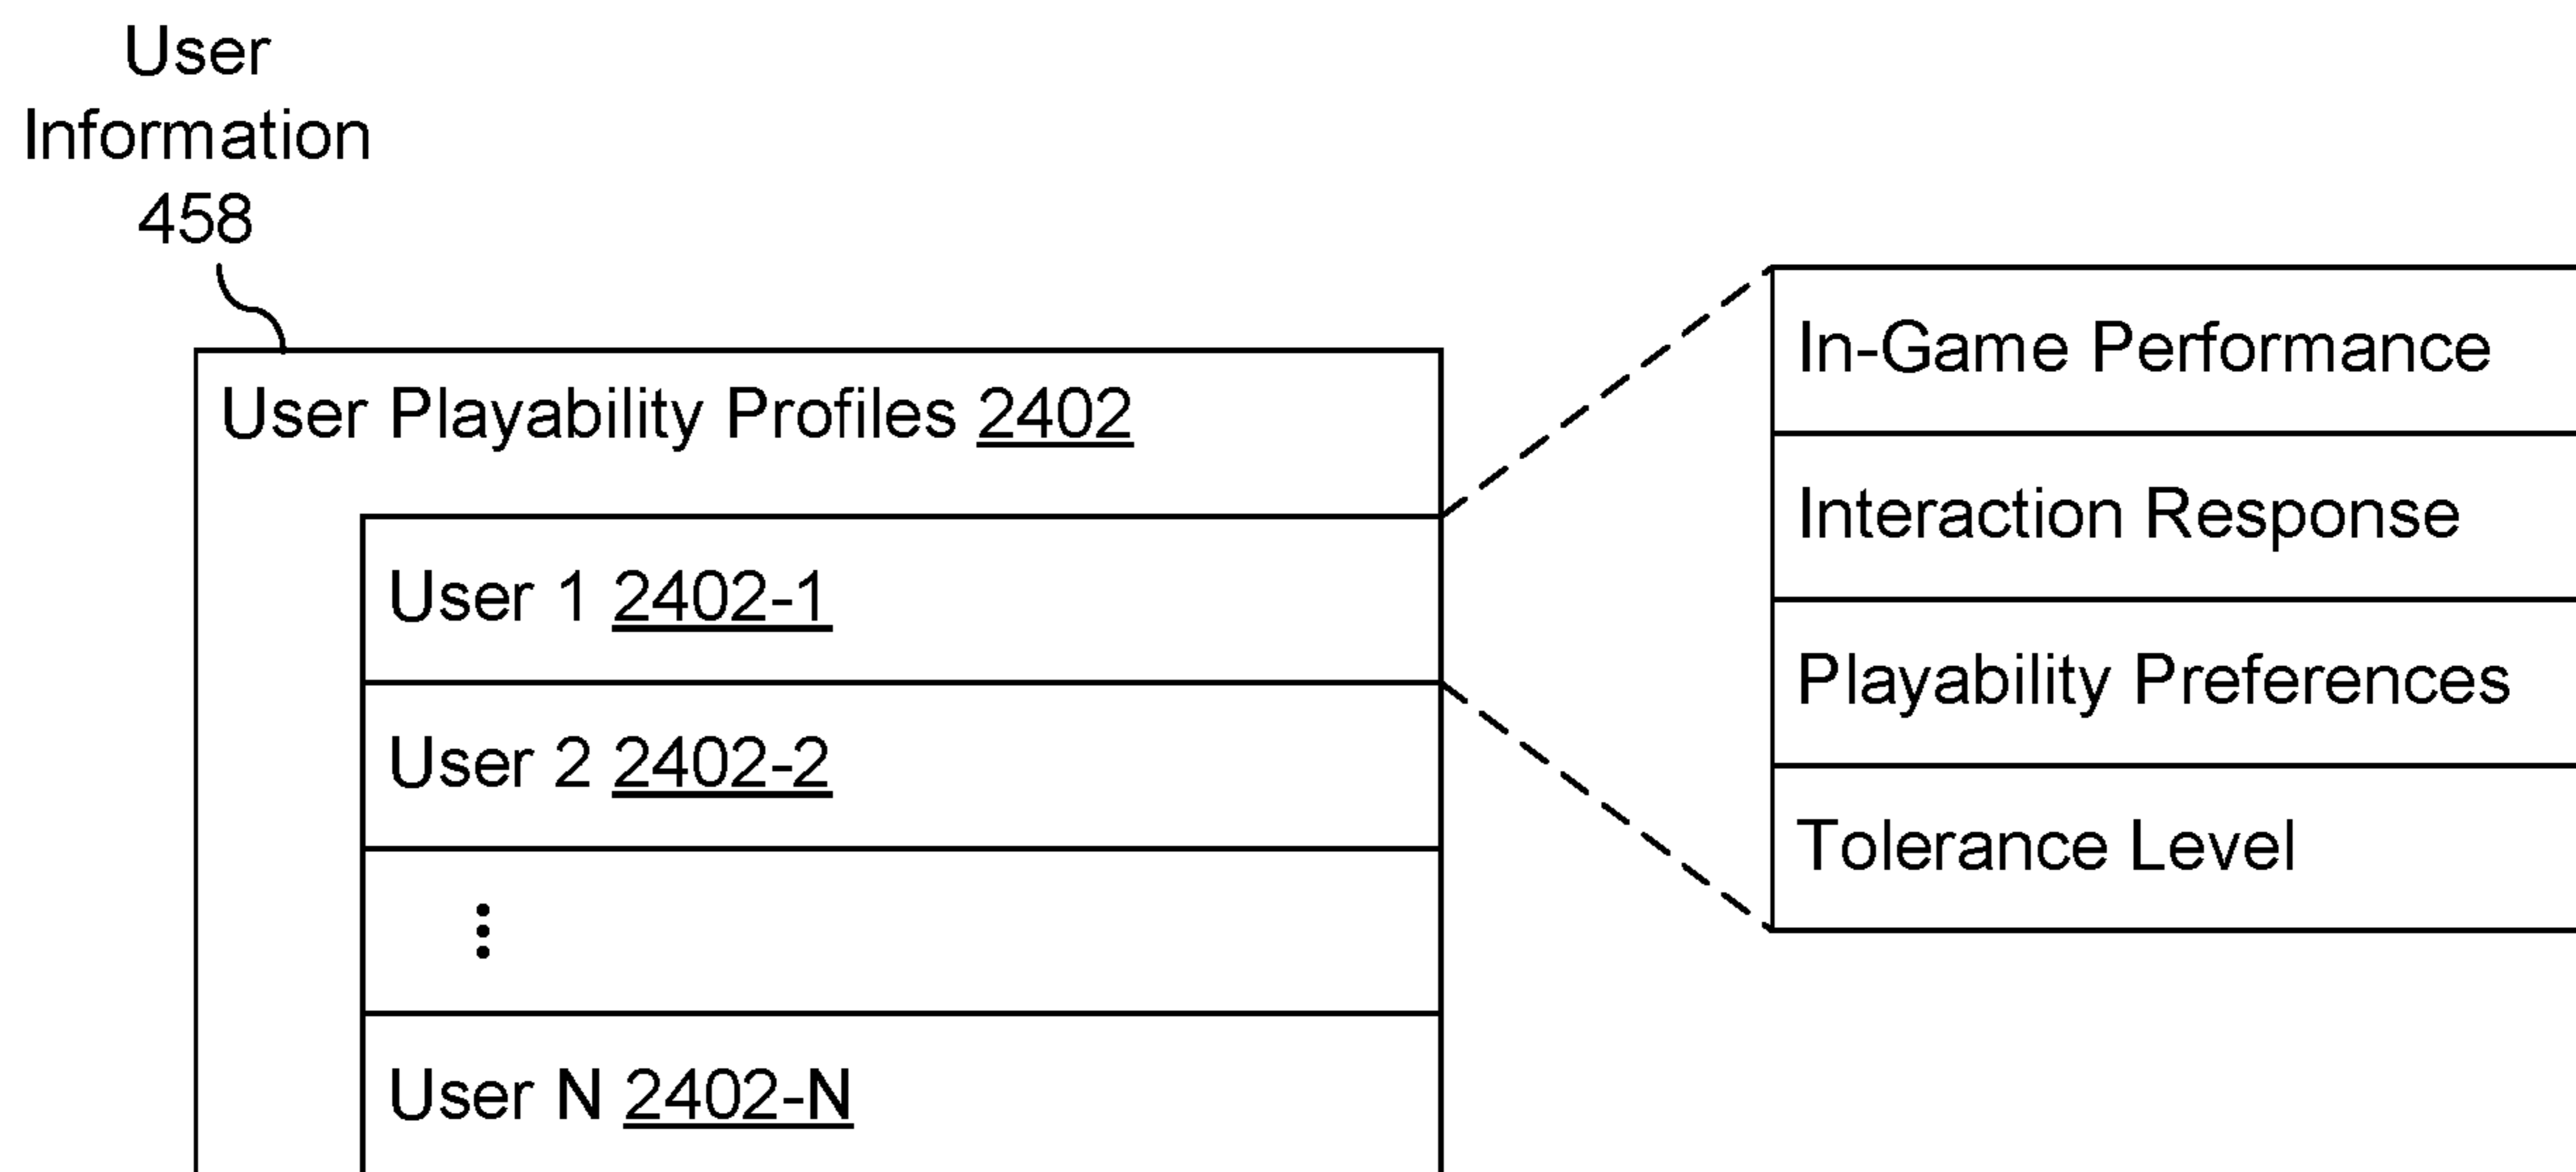 User
Information
458
User Playability Profiles 2402
User 1 2402-1
User 2 2402-2
User N 2402-N
In-Game Performance
Interaction Response
Playability Preferences
Tolerance Level